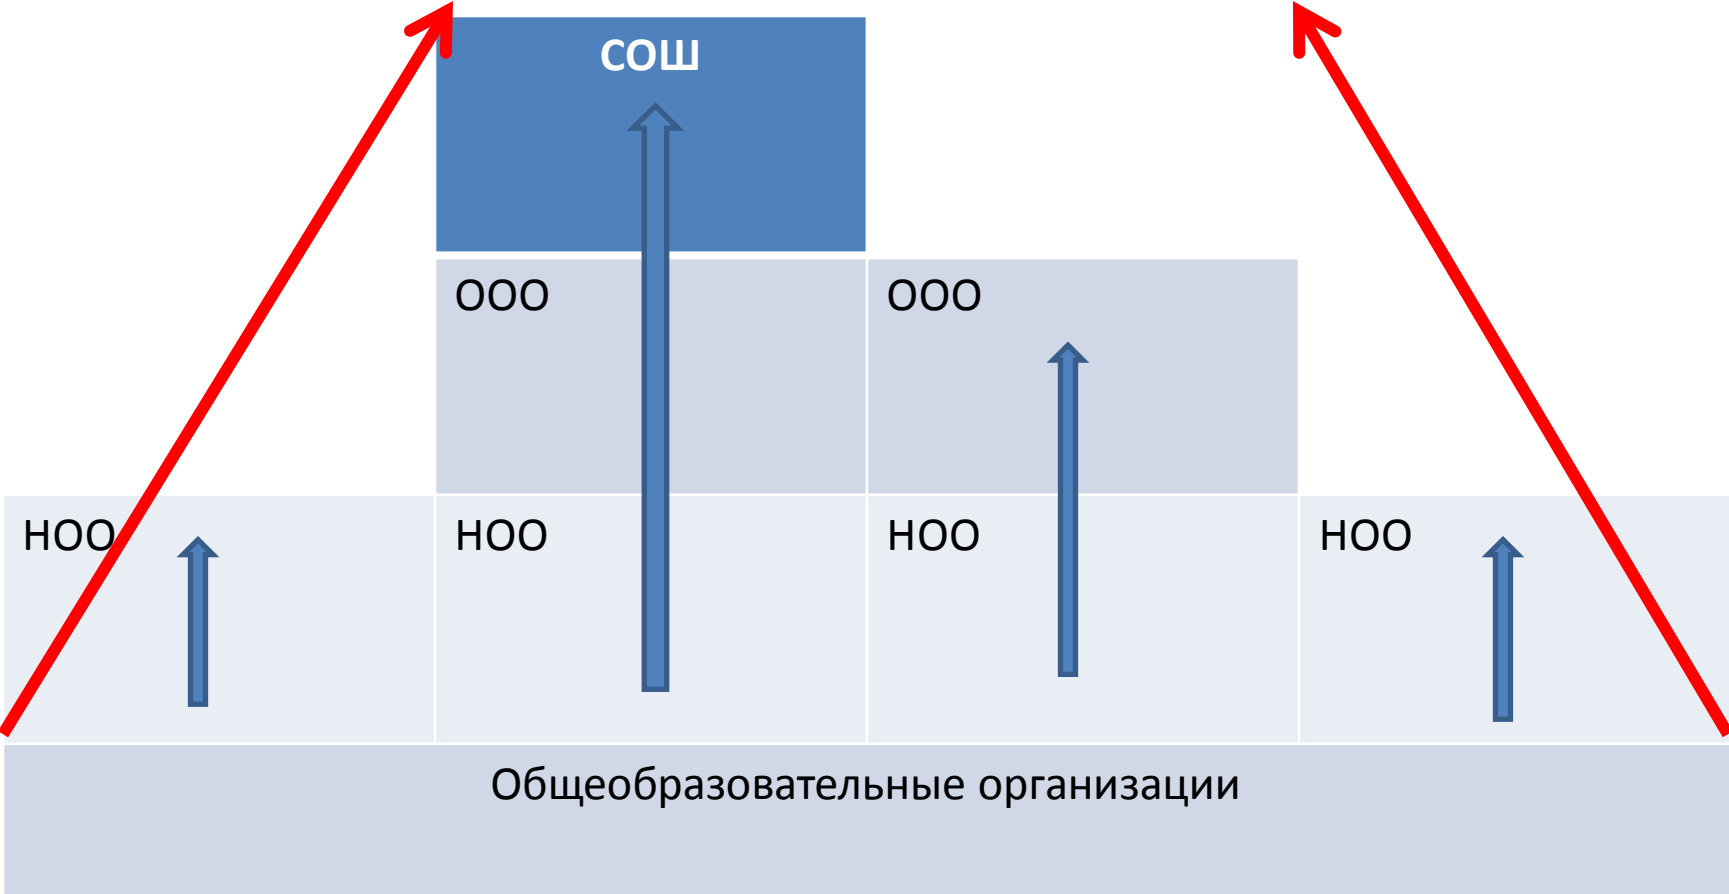 СОШ
ООО
ООО
НОО
НОО
НОО
НОО
Общеобразовательные организации